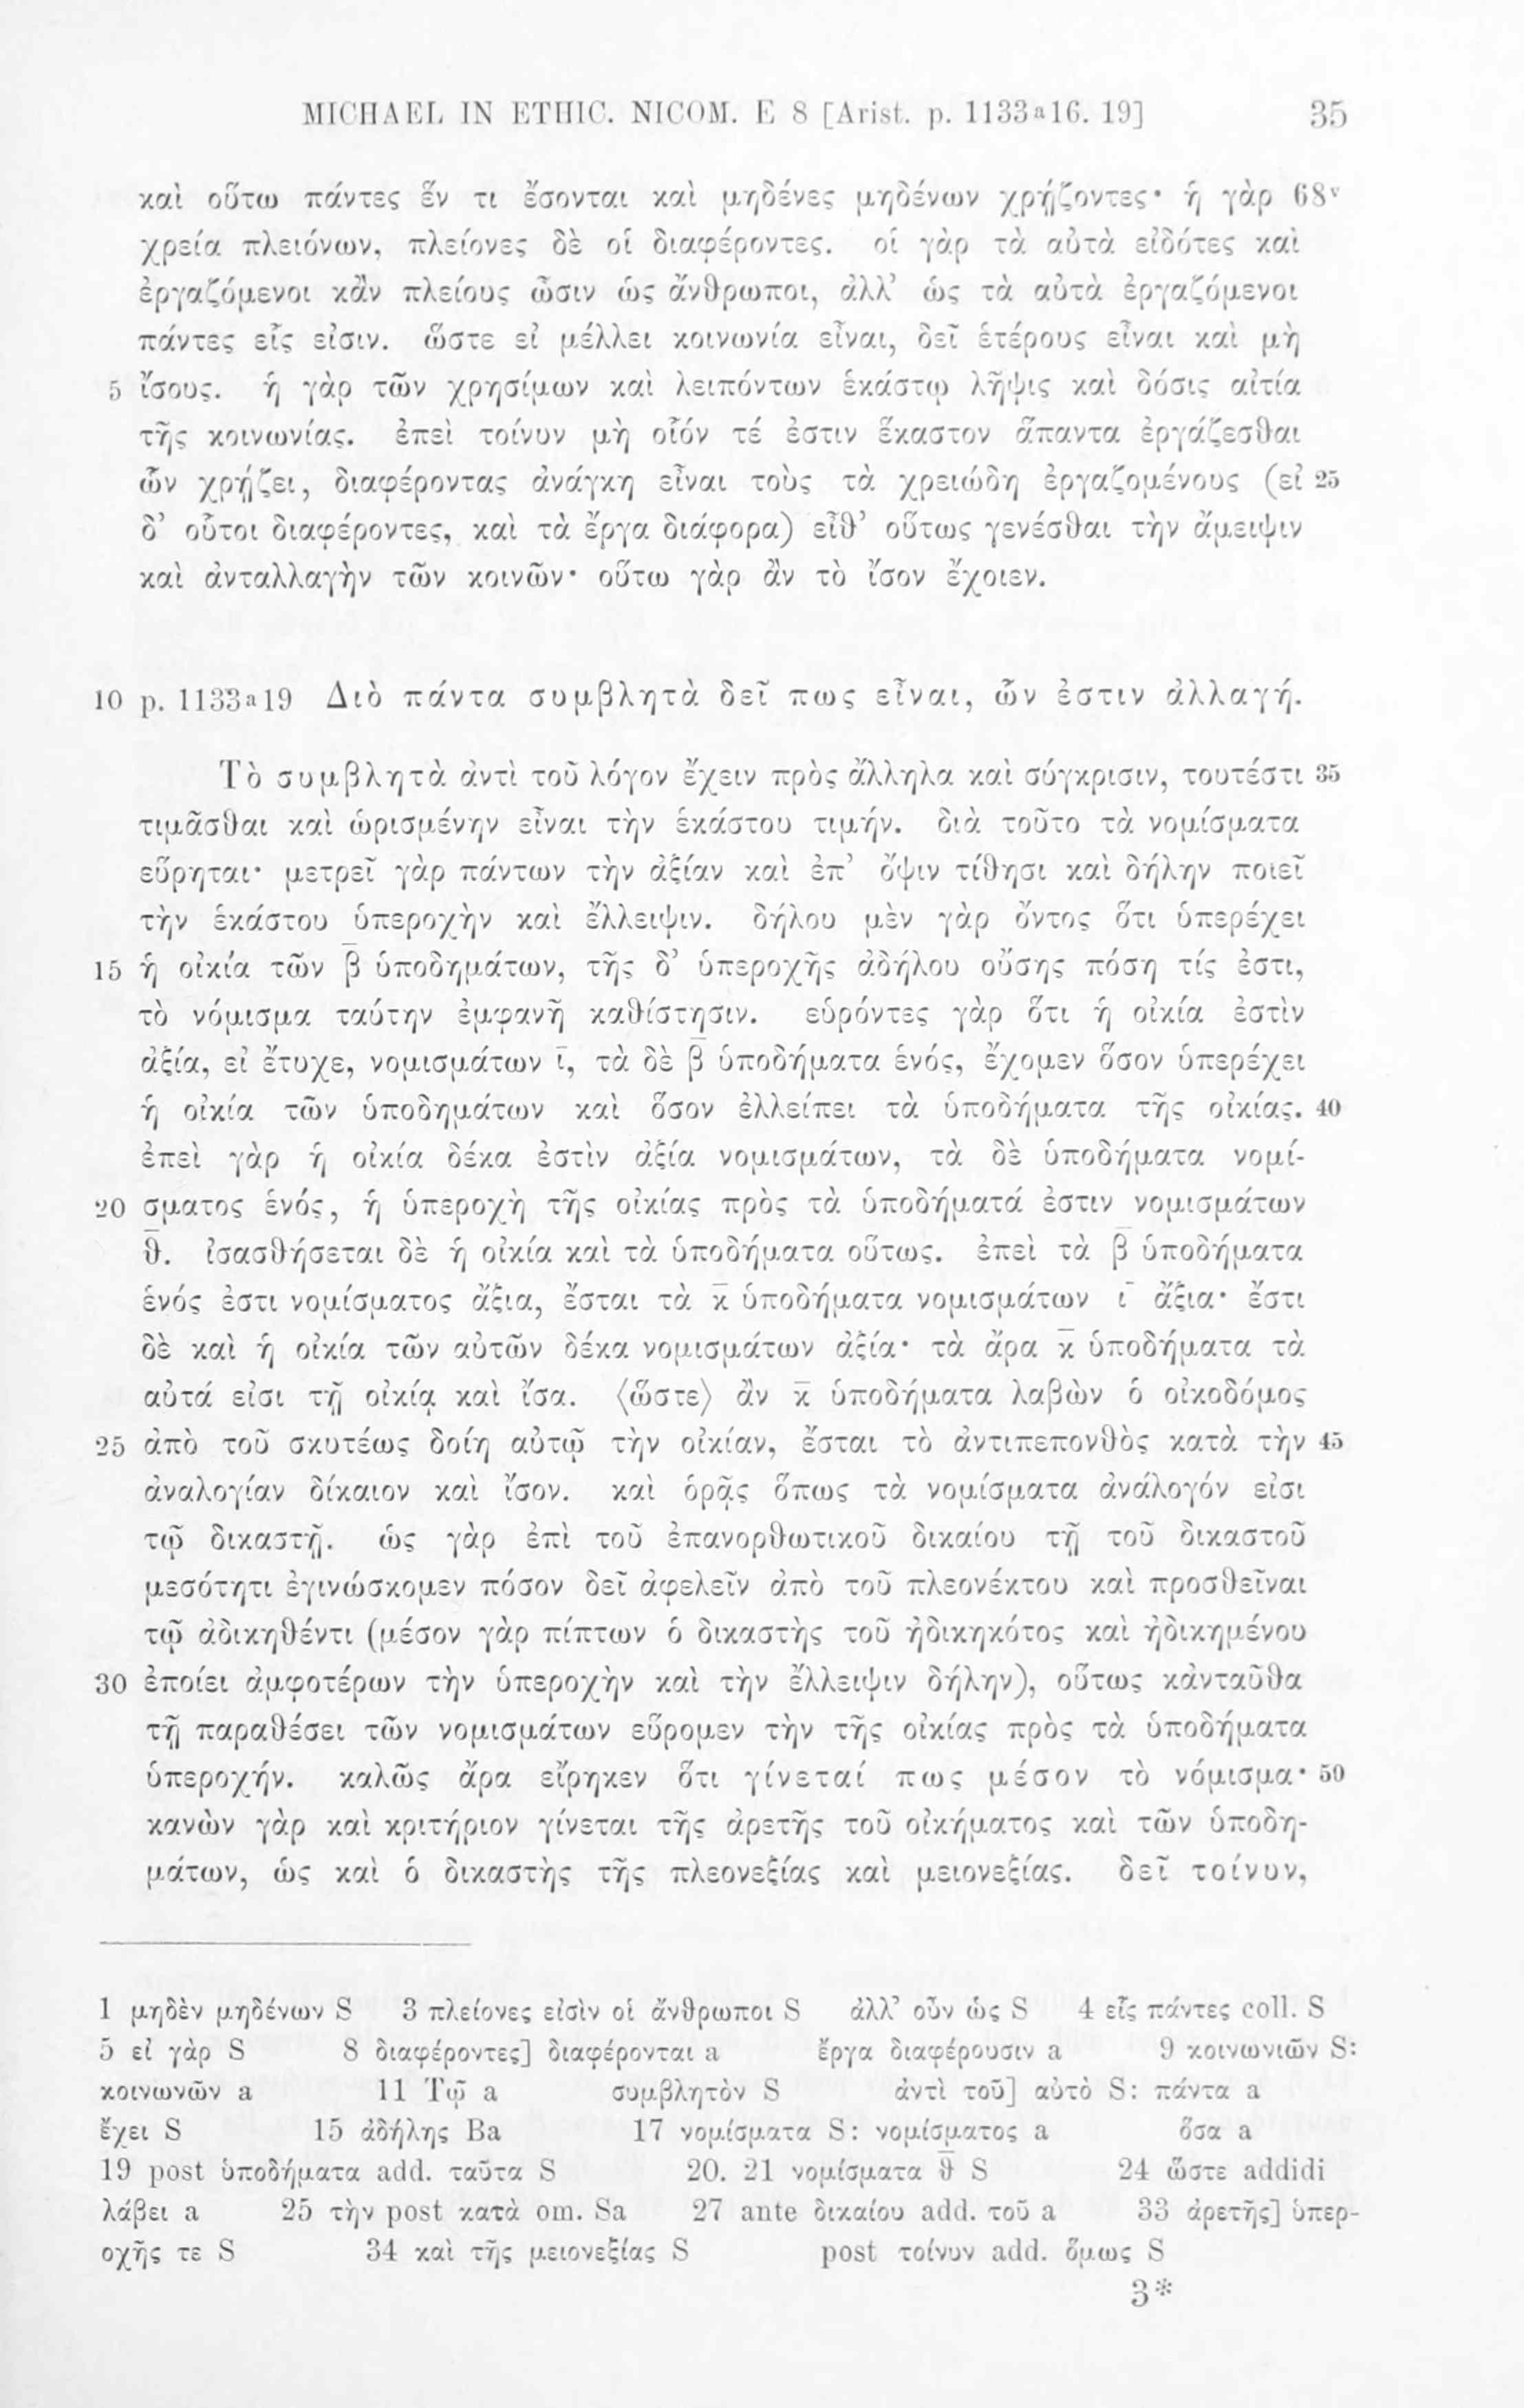 MICHAEL IN ETHIC. NICOM. E 8 [Arist. p. 1133ª16. 19] 35
καὶ οὕτω πάντες ἕν τι ἔσονται καὶ μηδένες μηδένων χρῄζοντες· ἡ γὰρ 68ᵛ
χρεία πλειόνων, πλείονες δὲ οἱ διαφέροντες. οἱ γὰρ τὰ αὐτὰ εἰδότες καὶ
ἐργαζόμενοι κἂν πλείους ὦσιν ὡς ἄνθρωποι, ἀλλ’ ὡς τὰ αὐτὰ ἐργαζόμενοι
πάντες εἷς εἰσιν. ὥστε εἰ μέλλει κοινωνία εἶναι, δεῖ ἑτέρους εἶναι καὶ μὴ
5 ἴσους. ἡ γὰρ τῶν χρησίμων καὶ λειπόντων ἑκάστῳ λῆψις καὶ δόσις αἰτία
τῆς κοινωνίας. ἐπεὶ τοίνυν μὴ οἷόν τέ ἐστιν ἕκαστον ἅπαντα ἐργάζεσθαι
ὧν χρῄζει, διαφέροντας ἀνάγκη εἶναι τοὺς τὰ χρειώδη ἐργαζομένους (εἰ 25
δ’ οὗτοι διαφέροντες, καὶ τὰ ἔργα διάφορα) εἶθ’ οὕτως γενέσθαι τὴν ἄμειψιν
καὶ ἀνταλλαγὴν τῶν κοινῶν· οὕτω γὰρ ἂν τὸ ἴσον ἔχοιεν.
10 p. 1133ª19 Διὸ πάντα συμβλητὰ δεῖ πως εἶναι, ὧν ἐστιν ἀλλαγή.
Τὸ συμβλητὰ ἀντὶ τοῦ λόγον ἔχειν πρὸς ἄλληλα καὶ σύγκρισιν, τουτέστι 35
τιμᾶσθαι καὶ ὡρισμένην εἶναι τὴν ἑκάστου τιμήν. διὰ τοῦτο τὰ νομίσματα
εὕρηται· μετρεῖ γὰρ πάντων τὴν ἀξίαν καὶ ἐπ’ ὄψιν τίθησι καὶ δήλην ποιεῖ
τὴν ἑκάστου ὑπεροχὴν καὶ ἔλλειψιν. δήλου μὲν γὰρ ὄντος ὅτι ὑπερέχει
15 ἡ οἰκία τῶν β̅ ὑποδημάτων, τῆς δ’ ὑπεροχῆς ἀδήλου οὔσης πόση τίς ἐστι,
τὸ νόμισμα ταύτην ἐμφανῆ καθίστησιν. εὑρόντες γὰρ ὅτι ἡ οἰκία ἐστὶν
ἀξία, εἰ ἔτυχε, νομισμάτων ι̅, τὰ δὲ β̅ ὑποδήματα ἑνός, ἔχομεν ὅσον ὑπερέχει
ἡ οἰκία τῶν ὑποδημάτων καὶ ὅσον ἐλλείπει τὰ ὑποδήματα τῆς οἰκίας. 40
ἐπεὶ γὰρ ἡ οἰκία δέκα ἐστὶν ἀξία νομισμάτων, τὰ δὲ ὑποδήματα νομί-
20 σματος ἑνός, ἡ ὑπεροχὴ τῆς οἰκίας πρὸς τὰ ὑποδήματά ἐστιν νομισμάτων
θ̅. ἰσασθήσεται δὲ ἡ οἰκία καὶ τὰ ὑποδήματα οὕτως. ἐπεὶ τὰ β̅ ὑποδήματα
ἑνός ἐστι νομίσματος ἄξια, ἔσται τὰ κ̅ ὑποδήματα νομισμάτων ι̅ ἄξια· ἔστι
δὲ καὶ ἡ οἰκία τῶν αὐτῶν δέκα νομισμάτων ἀξία· τὰ ἄρα κ̅ ὑποδήματα τὰ
αὐτά εἰσι τῇ οἰκίᾳ καὶ ἴσα. ⟨ὥστε⟩ ἂν κ̅ ὑποδήματα λαβὼν ὁ οἰκοδόμος
25 ἀπὸ τοῦ σκυτέως δοίη αὐτῷ τὴν οἰκίαν, ἔσται τὸ ἀντιπεπονθὸς κατὰ τὴν 45
ἀναλογίαν δίκαιον καὶ ἴσον. καὶ ὁρᾷς ὅπως τὰ νομίσματα ἀνάλογόν εἰσι
τῷ δικαστῇ. ὡς γὰρ ἐπὶ τοῦ ἐπανορθωτικοῦ δικαίου τῇ τοῦ δικαστοῦ
μεσότητι ἐγινώσκομεν πόσον δεῖ ἀφελεῖν ἀπὸ τοῦ πλεονέκτου καὶ προσθεῖναι
τῷ ἀδικηθέντι (μέσον γὰρ πίπτων ὁ δικαστὴς τοῦ ἠδικηκότος καὶ ἠδικημένου
30 ἐποίει ἀμφοτέρων τὴν ὑπεροχὴν καὶ τὴν ἔλλειψιν δήλην), οὕτως κἀνταῦθα
τῇ παραθέσει τῶν νομισμάτων εὕρομεν τὴν τῆς οἰκίας πρὸς τὰ ὑποδήματα
ὑπεροχήν. καλῶς ἄρα εἴρηκεν ὅτι γίνεταί πως μέσον τὸ νόμισμα· 50
κανὼν γὰρ καὶ κριτήριον γίνεται τῆς ἀρετῆς τοῦ οἰκήματος καὶ τῶν ὑποδη-
μάτων, ὡς καὶ ὁ δικαστὴς τῆς πλεονεξίας καὶ μειονεξίας. δεῖ τοίνυν,
1 μηδὲν μηδένων S 3 πλείονες εἰσὶν οἱ ἄνθρωποι S ἀλλ’ οὖν ὡς S 4 εἷς πάντες coll. S
5 εἰ γὰρ S 8 διαφέροντες] διαφέρονται a ἔργα διαφέρουσιν a 9 κοινωνιῶν S:
κοινωνῶν a 11 Τῷ a συμβλητὸν S ἀντὶ τοῦ] αὐτὸ S: πάντα a
ἔχει S 15 ἀδήλης Ba 17 νομίσματα S: νομίσματος a ὅσα a
19 post ὑποδήματα add. ταῦτα S 20. 21 νομίσματα θ̅ S 24 ὥστε addidi
λάβει a 25 τὴν post κατὰ om. Sa 27 ante δικαίου add. τοῦ a 33 ἀρετῆς] ὑπερ-
οχῆς τε S 34 καὶ τῆς μειονεξίας S post τοίνυν add. ὅμως S
3*